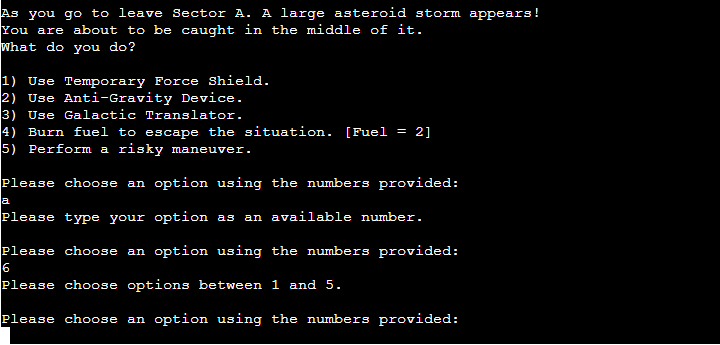 As you go to leave Sector A. A large asteroid storm appears!
You are about to be caught in the middle of it.
What do you do?
1) Use Temporary Force Shield.
2) Use Anti-Gravity Device.
3) Use Galactic Translator.
4) Burn fuel to escape the situation. [Fuel = 2]
5) Perform a risky maneuver.
Please choose an option using the numbers provided:
a
Please type your option as an available number.
Please choose an option using the numbers provided:
6
Please choose options between 1 and 5.
Please choose an option using the numbers provided: